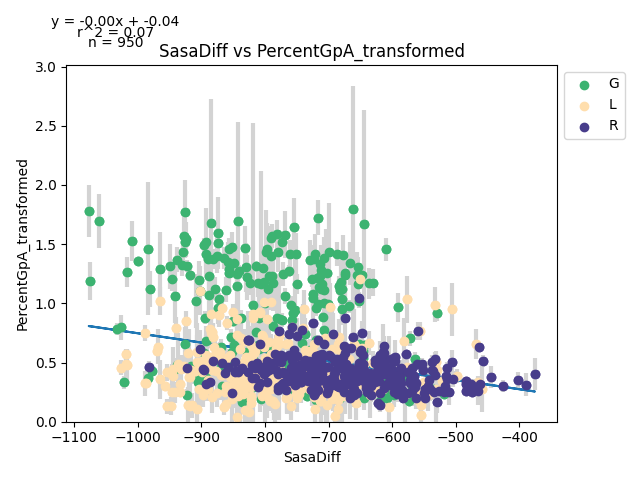 y = -0.00x + -0.04
r^2 = 0.07
n = 950
SasaDiff vs PercentGpA_transformed
G
L
R
PercentGpA_transformed
3.0
2.5
2.0
1.5
1.0
0.5
0.0
−1100 −1000 −900 −800 −700 −600 −500 −400
SasaDiff